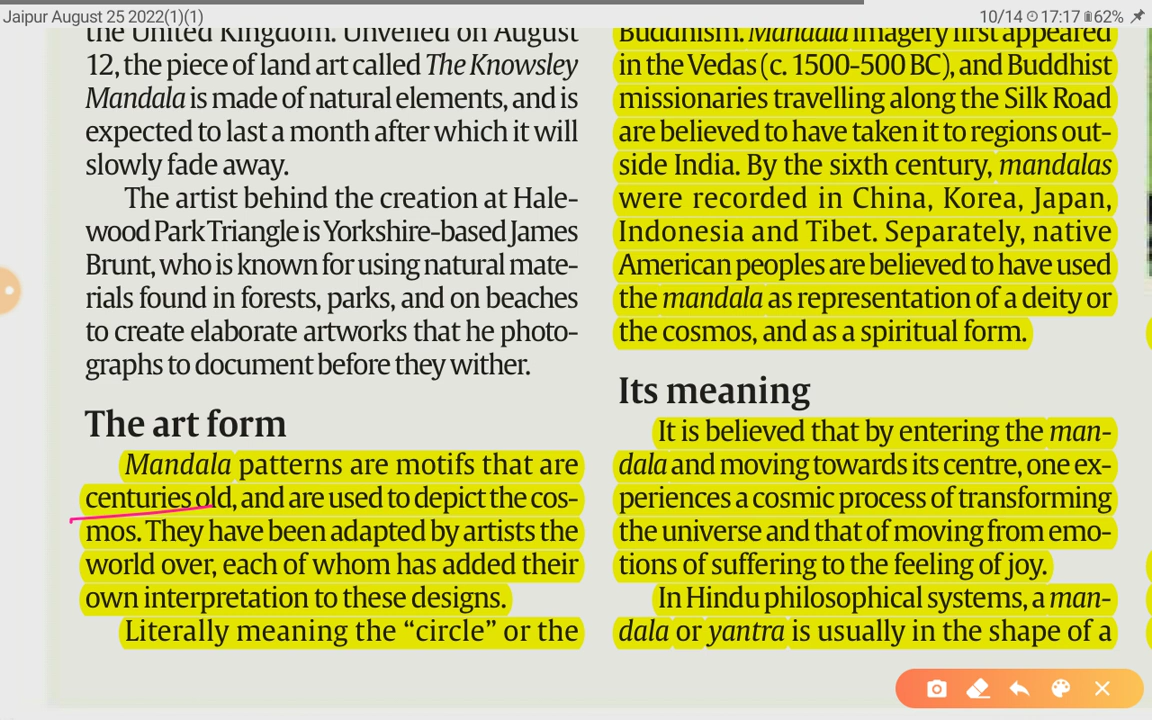 Jaipur August 25 2022(1)(1)
10/14 17:17 62%
the United Kingdom. Unveiled on August
12, the piece of land art called The Knowsley
Mandala is made of natural elements, and is
expected to last a month after which it will
slowly fade away.
The artist behind the creation at Hale-
wood Park Triangle is Yorkshire-based James
Brunt, who is known for using natural mate-
rials found in forests, parks, and on beaches
to create elaborate artworks that he photo-
graphs to document before they wither.
The art form
Mandala patterns are motifs that are
centuries old, and are used to depict the cos-
mos. They have been adapted by artists the
world over, each of whom has added their
own interpretation to these designs.
Literally meaning the “circle” or the
Buddhism. Mandala imagery first appeared
in the Vedas (c. 1500-500 BC), and Buddhist
missionaries travelling along the Silk Road
are believed to have taken it to regions out-
side India. By the sixth century, mandalas
were recorded in China, Korea, Japan,
Indonesia and Tibet. Separately, native
American peoples are believed to have used
the mandala as representation of a deity or
the cosmos, and as a spiritual form.
Its meaning
It is believed that by entering the man-
dala and moving towards its centre, one ex-
periences a cosmic process of transforming
the universe and that of moving from emo-
tions of suffering to the feeling of joy.
In Hindu philosophical systems, a man-
dala or yantra is usually in the shape of a